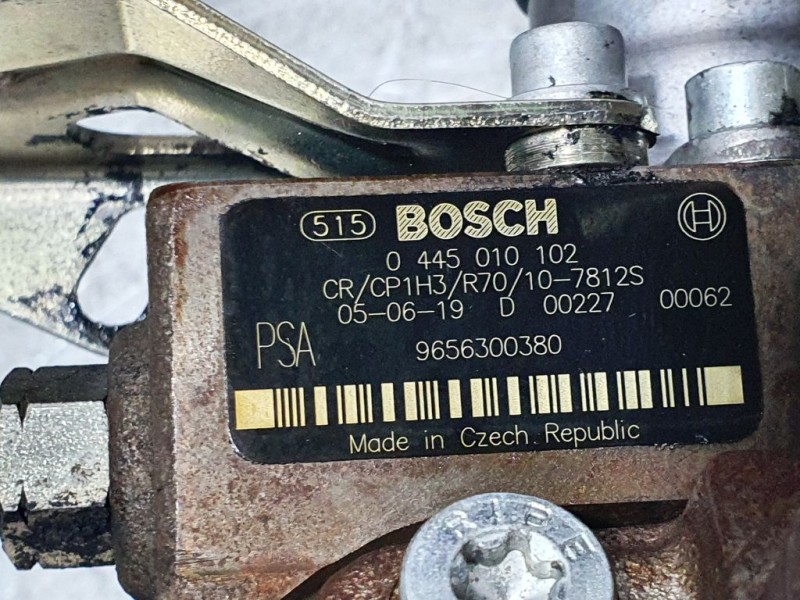 515 BOSCH H
0 445 010 102
CR/CP1H3/R70/10-7812S
05-06-19 D 00227 00062
PSA 9656300380
Made in Czech. Republic
RIBE